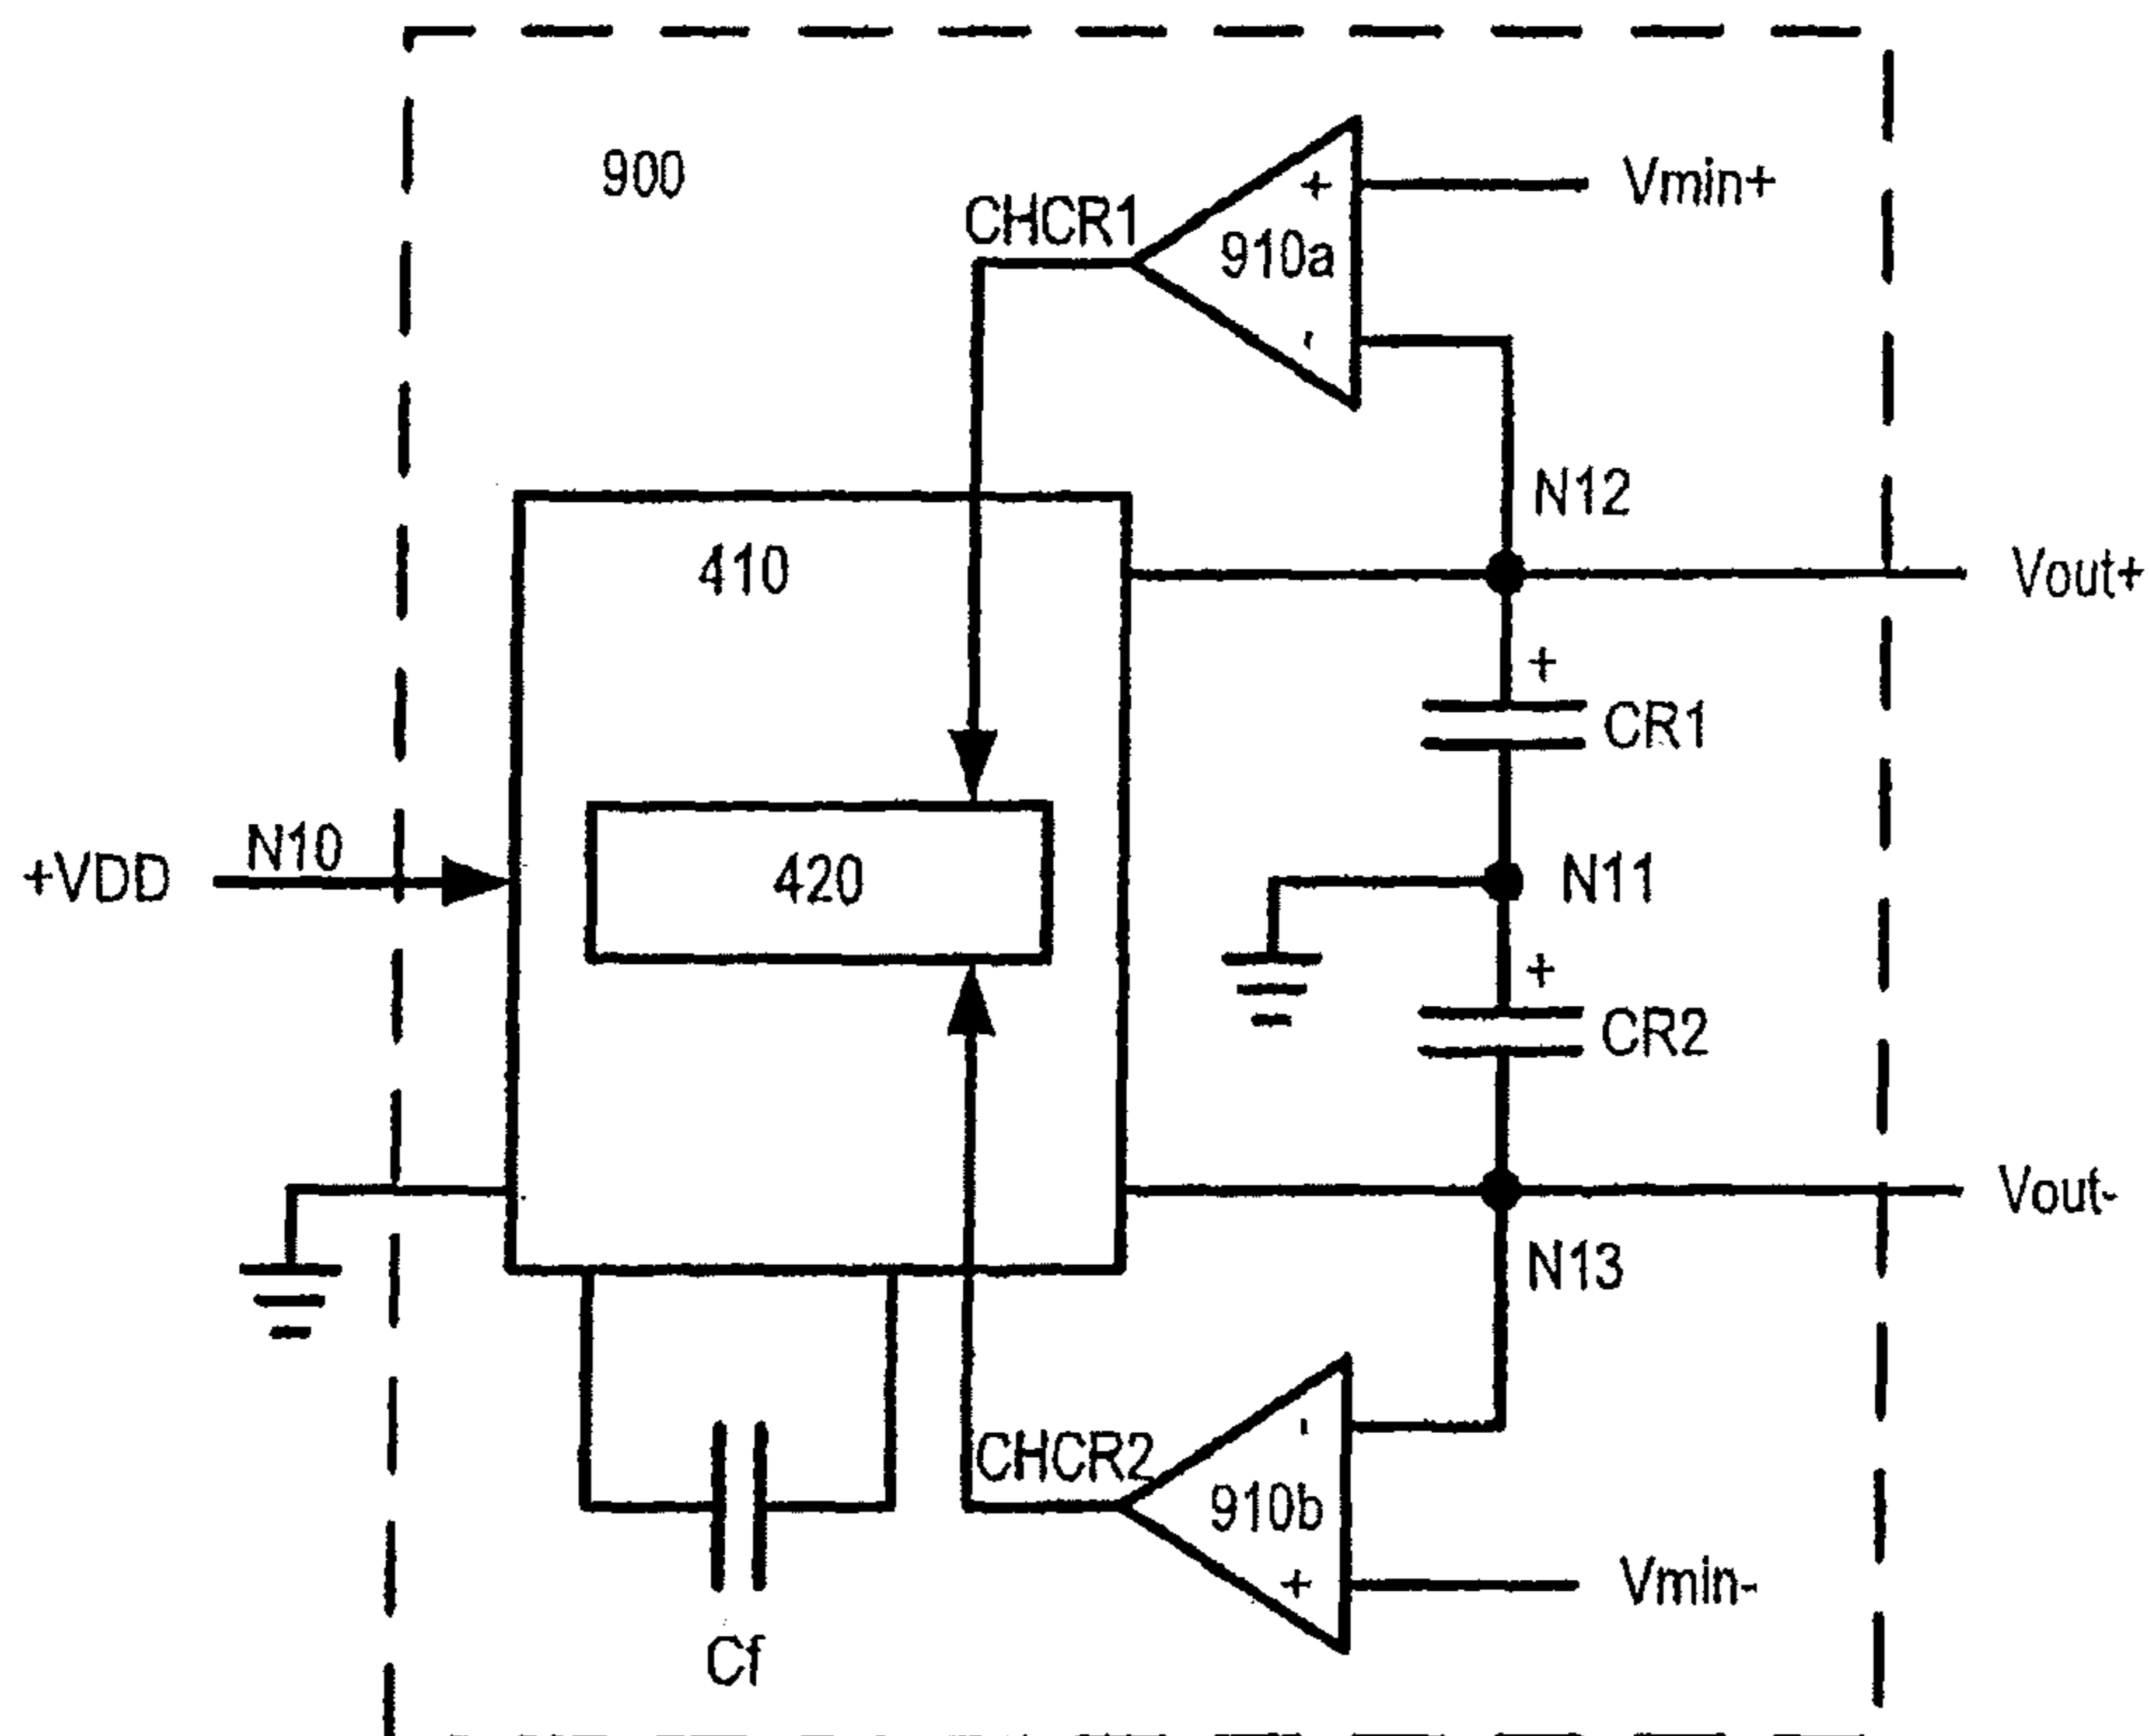 900
CHCR1
+
910a
-
Vmin+
N12
410
Vout+
+
CR1
+VDD
N10
420
N11
+
CR2
Vout-
N13
CHCR2
-
910b
+
Vmin-
Cf